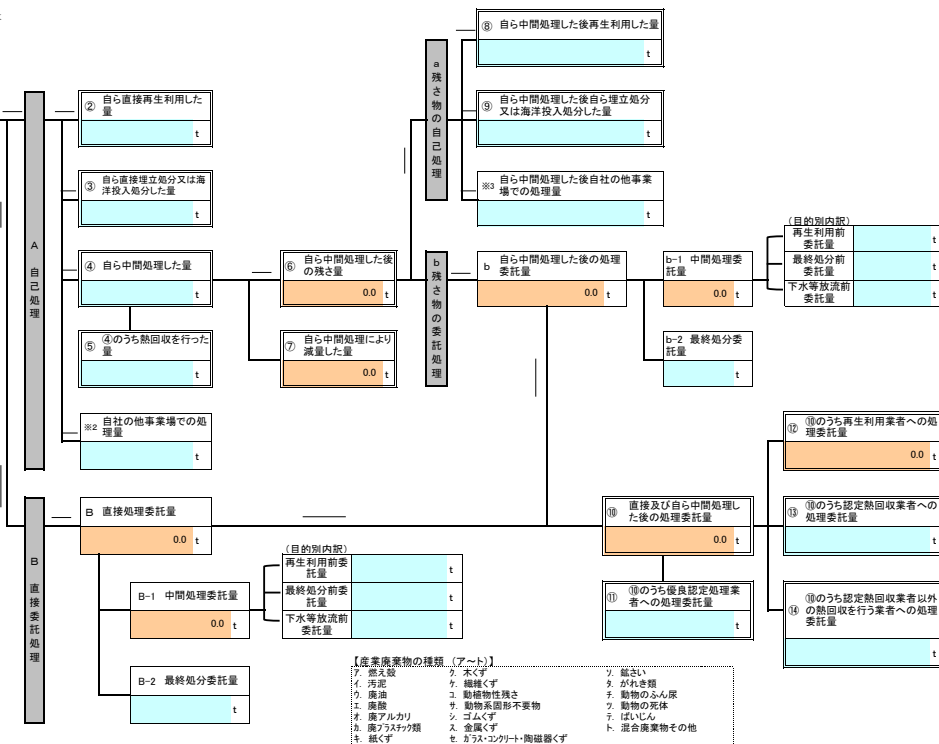 ⑧ 自ら中間処理した後再生利用した量
t
a 残さ物の自己処理
② 自ら直接再生利用した
量
t
⑨ 自ら中間処理した後自ら埋立処分
又は海洋投入処分した量
t
③ 自ら直接埋立処分又は海
洋投入処分した量
t
※3 自ら中間処理した後自社の他事業
場での処理量
t
A 自己処理
④ 自ら中間処理した量
t
⑥ 自ら中間処理した後
の残さ量
0.0 t
b 残さ物の委託処理
b 自ら中間処理した後の処理
委託量
0.0 t
b-1 中間処理委
託量
0.0 t
(目的別内訳)
再生利用前
委託量
t
最終処分前
委託量
t
下水等放流前
委託量
t
⑤ ④のうち熱回収を行った
量
t
⑦ 自ら中間処理により
減量した量
0.0 t
b-2 最終処分委
託量
t
※2 自社の他事業場での処
理量
t
⑫ ⑩のうち再生利用業者への処
理委託量
0.0 t
B 直接委託処理
B 直接処理委託量
0.0 t
⑩ 直接及び自ら中間処理し
た後の処理委託量
0.0 t
⑬ ⑩のうち認定熱回収業者への
処理委託量
t
(目的別内訳)
再生利用前委
託量
t
最終処分前委
託量
t
下水等放流前
委託量
t
B-1 中間処理委託量
0.0 t
⑪ ⑩のうち優良認定処理業
者への処理委託量
t
⑭ ⑩のうち認定熱回収業者以外
の熱回収を行う業者への処理
委託量
t
B-2 最終処分委託量
t
【産業廃棄物の種類 (ア〜ト)】
ア. 燃え殻 ク. 木くず ソ. 鉱さい
イ. 汚泥 ケ. 繊維くず タ. がれき類
ウ. 廃油 コ. 動植物性残さ チ. 動物のふん尿
エ. 廃酸 サ. 動物系固形不要物 ツ. 動物の死体
オ. 廃アルカリ シ. ゴムくず テ. ばいじん
カ. 廃プラスチック類 ス. 金属くず ト. 混合廃棄物その他
キ. 紙くず セ. ガラス・コンクリート・陶磁器くず